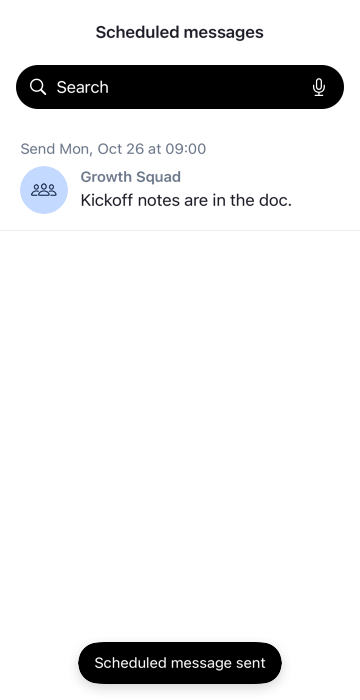 Scheduled messages
Search
Send Mon, Oct 26 at 09:00
Growth Squad
Kickoff notes are in the doc.
Scheduled message sent